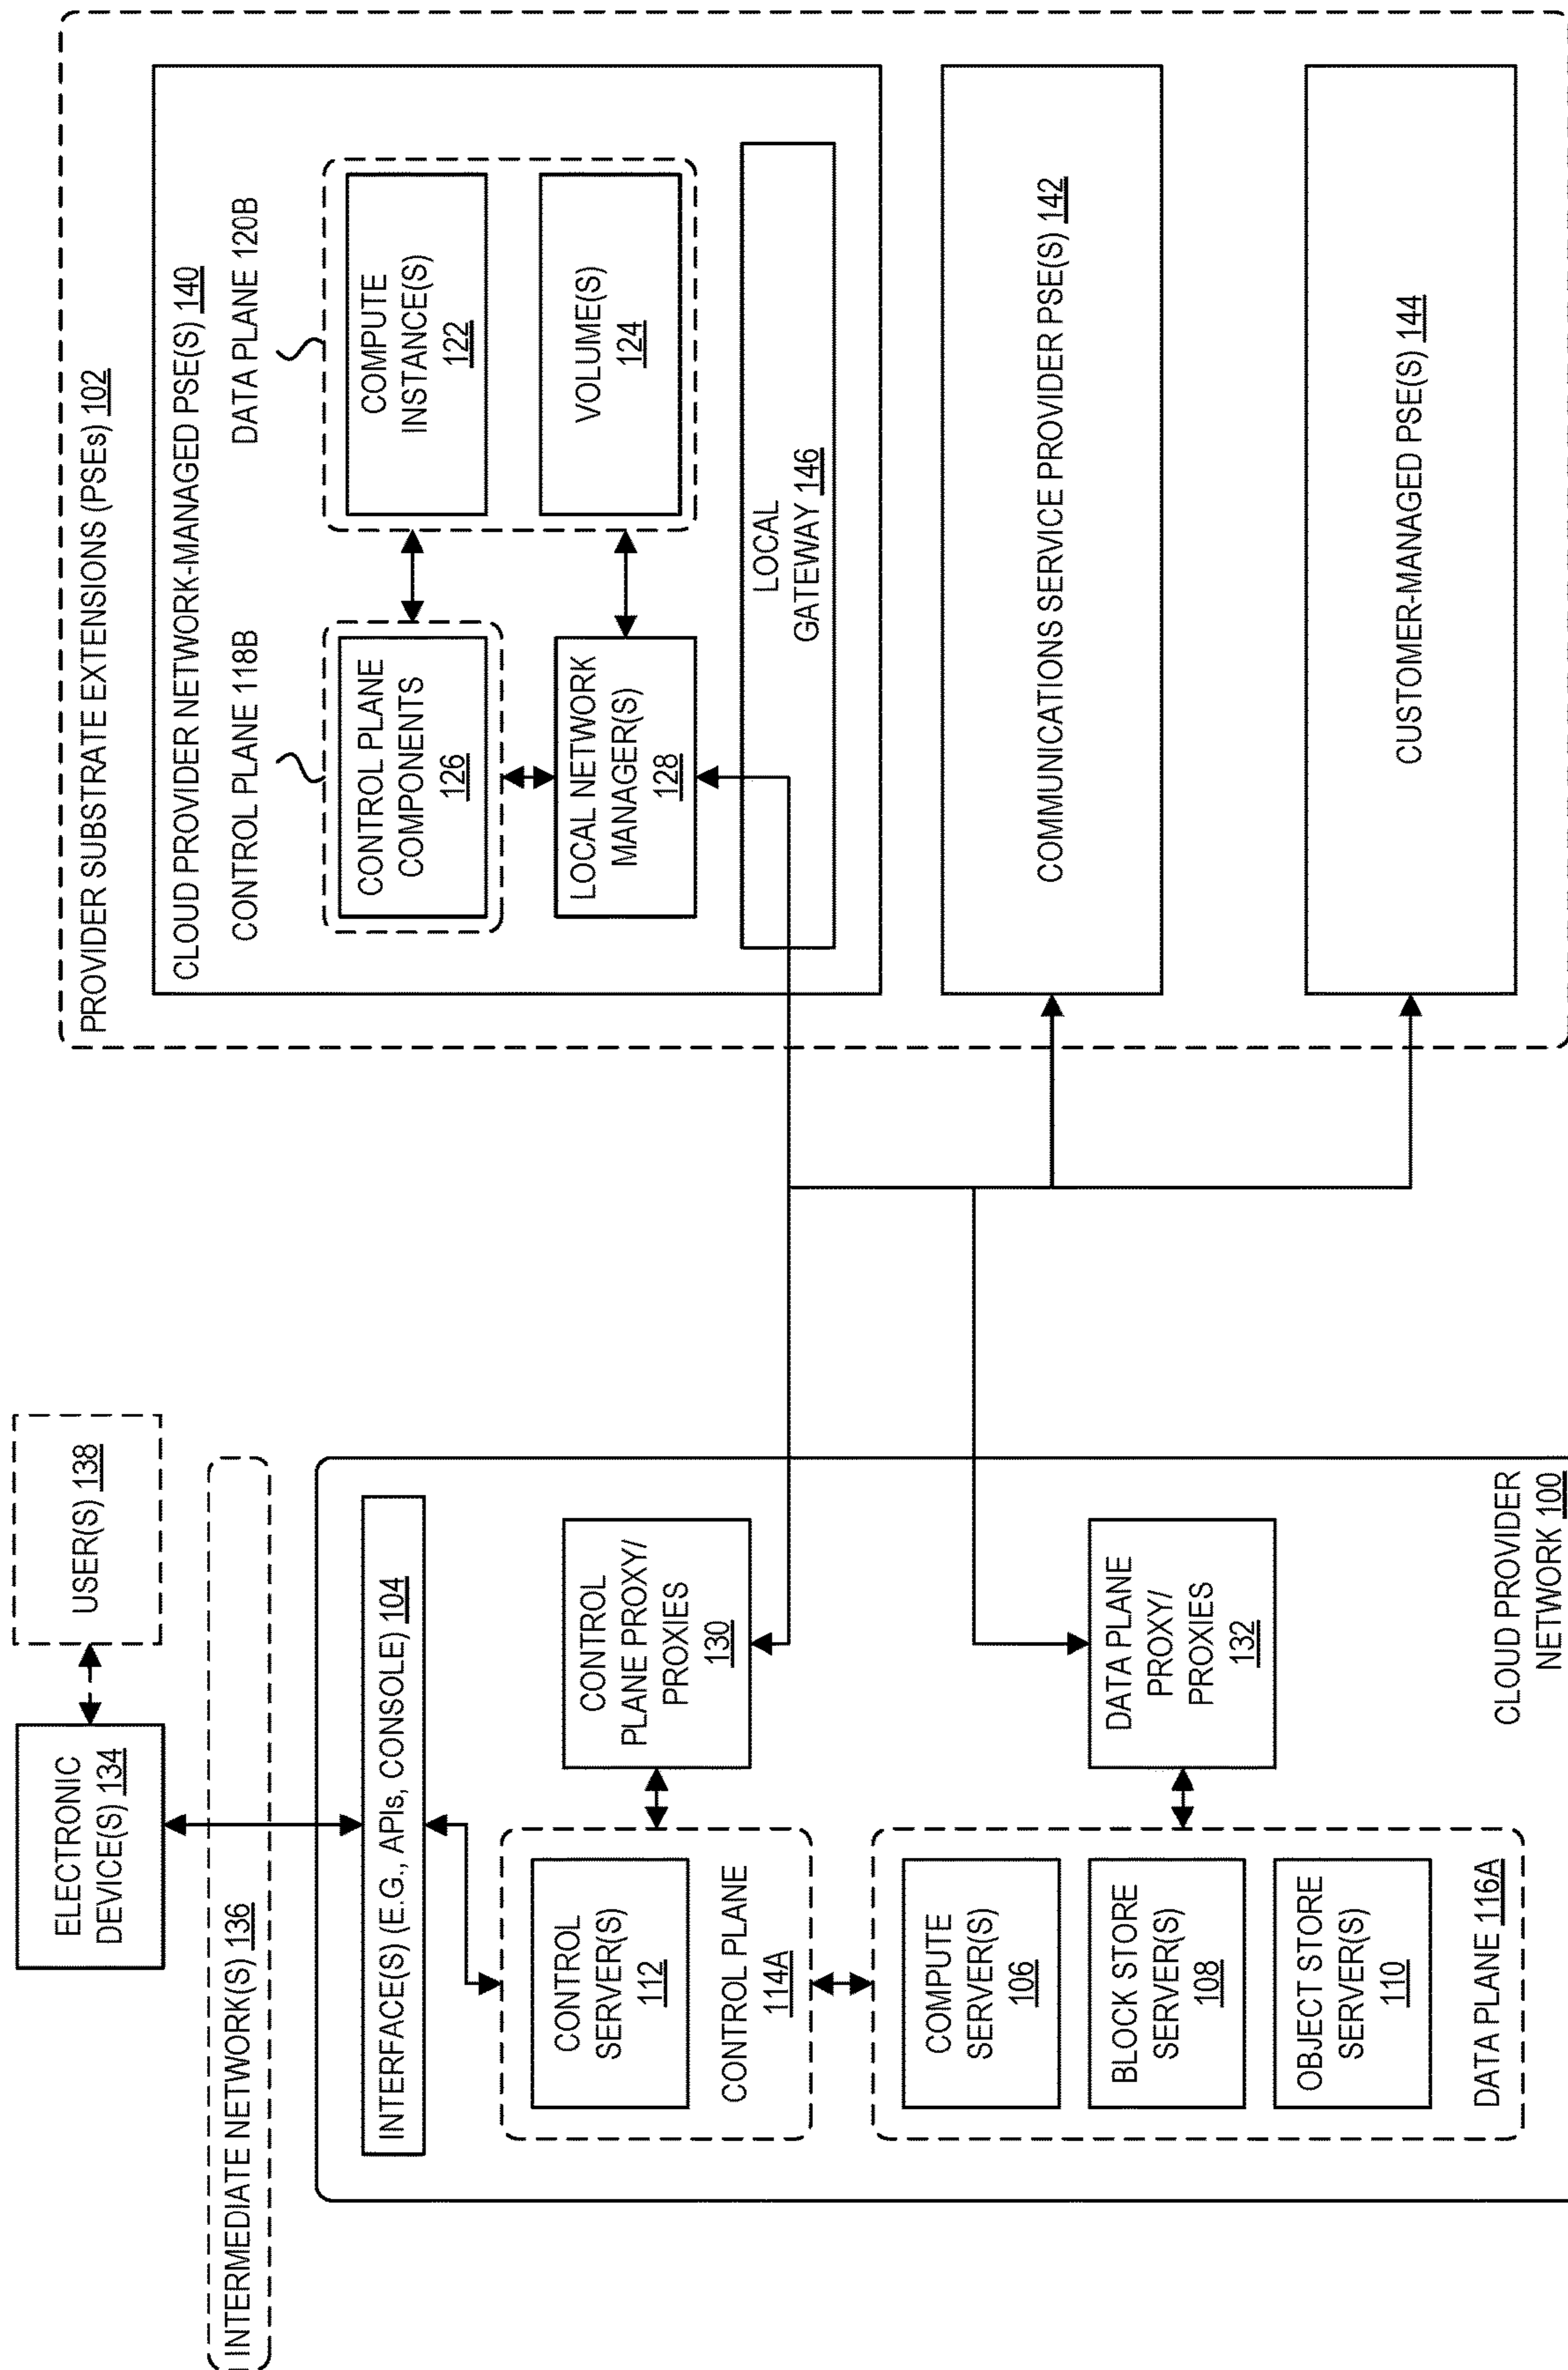 USER(S) 138
ELECTRONIC
DEVICE(S) 134
INTERMEDIATE NETWORK(S) 136
INTERFACE(S) (E.G., APIs, CONSOLE) 104
CONTROL
SERVER(S)
112
CONTROL PLANE
114A
CONTROL
PLANE PROXY/
PROXIES
130
COMPUTE
SERVER(S)
106
BLOCK STORE
SERVER(S)
108
OBJECT STORE
SERVER(S)
110
DATA PLANE 116A
DATA PLANE
PROXY/
PROXIES
132
CLOUD PROVIDER
NETWORK 100
PROVIDER SUBSTRATE EXTENSIONS (PSEs) 102
CLOUD PROVIDER NETWORK-MANAGED PSE(S) 140
CONTROL PLANE 118B
DATA PLANE 120B
CONTROL PLANE
COMPONENTS
126
COMPUTE
INSTANCE(S)
122
LOCAL NETWORK
MANAGER(S)
128
VOLUME(S)
124
LOCAL
GATEWAY 146
COMMUNICATIONS SERVICE PROVIDER PSE(S) 142
CUSTOMER-MANAGED PSE(S) 144